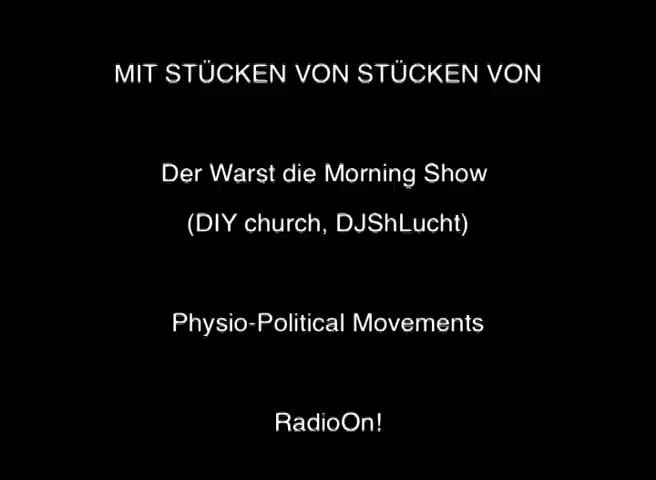 MIT STÜCKEN VON STÜCKEN VON
Der Warst die Morning Show
(DIY church, DJShLucht)
Physio-Political Movements
RadioOn!